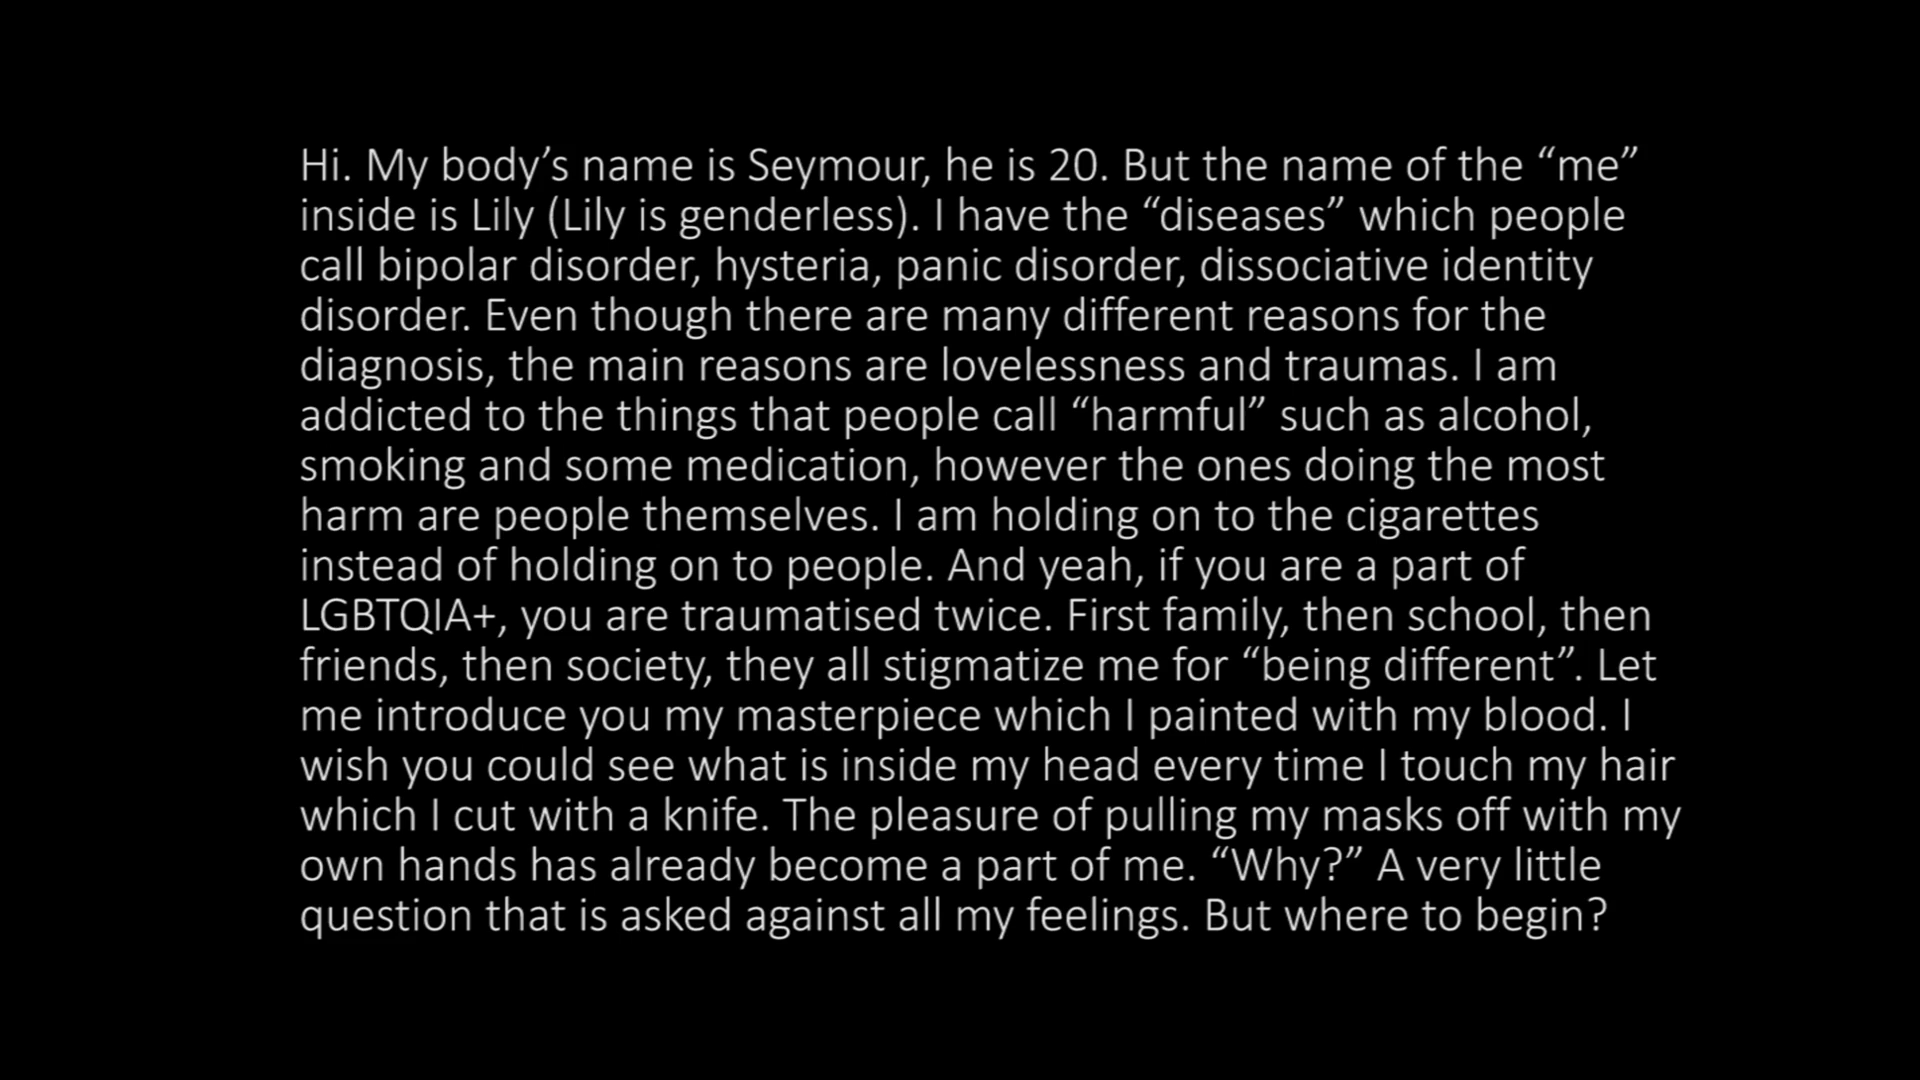 Hi. My body’s name is Seymour, he is 20. But the name of the “me”
inside is Lily (Lily is genderless). I have the “diseases” which people
call bipolar disorder, hysteria, panic disorder, dissociative identity
disorder. Even though there are many different reasons for the
diagnosis, the main reasons are lovelessness and traumas. I am
addicted to the things that people call “harmful” such as alcohol,
smoking and some medication, however the ones doing the most
harm are people themselves. I am holding on to the cigarettes
instead of holding on to people. And yeah, if you are a part of
LGBTQIA+, you are traumatised twice. First family, then school, then
friends, then society, they all stigmatize me for “being different”. Let
me introduce you my masterpiece which I painted with my blood. I
wish you could see what is inside my head every time I touch my hair
which I cut with a knife. The pleasure of pulling my masks off with my
own hands has already become a part of me. “Why?” A very little
question that is asked against all my feelings. But where to begin?